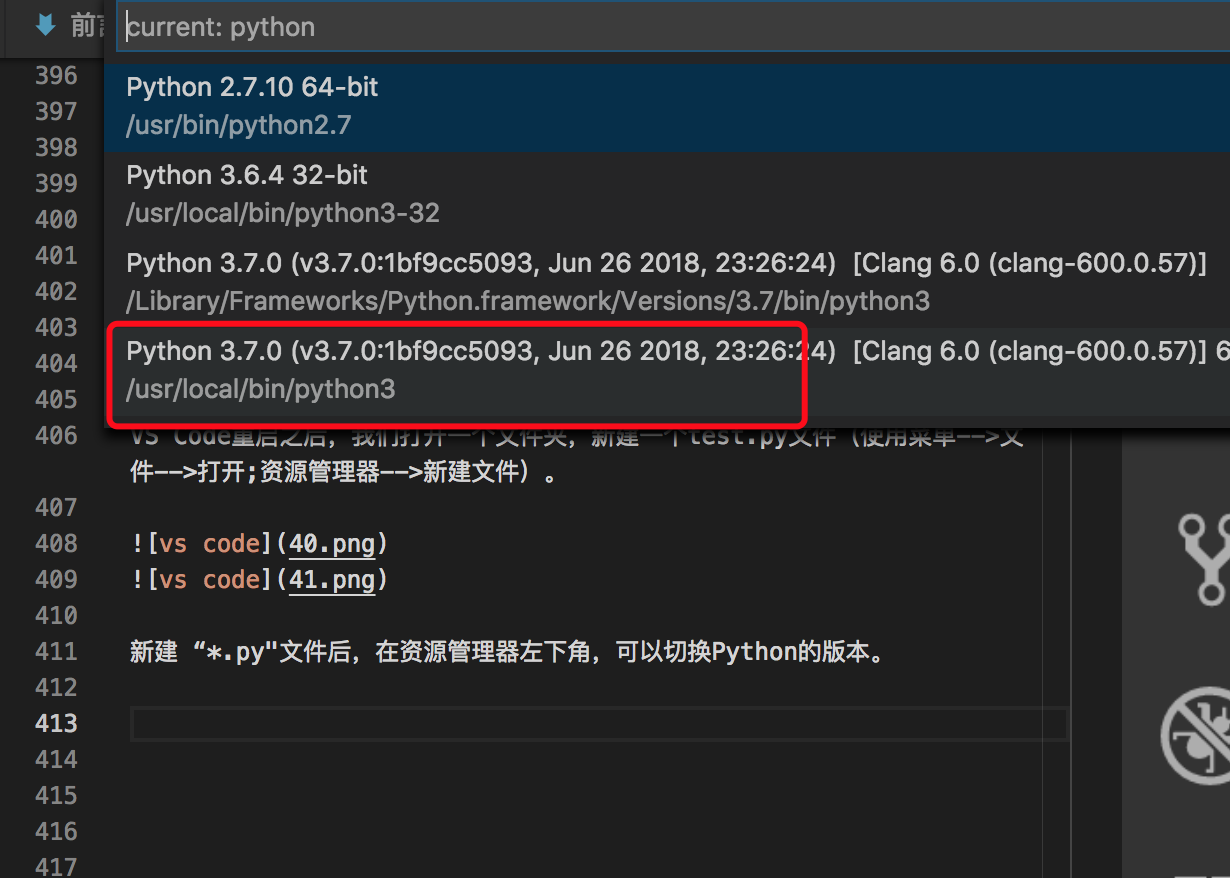 前言
current: python
Python 2.7.10 64-bit
/usr/bin/python2.7
Python 3.6.4 32-bit
/usr/local/bin/python3-32
Python 3.7.0 (v3.7.0:1bf9cc5093, Jun 26 2018, 23:26:24) [Clang 6.0 (clang-600.0.57)]
/Library/Frameworks/Python.framework/Versions/3.7/bin/python3
Python 3.7.0 (v3.7.0:1bf9cc5093, Jun 26 2018, 23:26:24) [Clang 6.0 (clang-600.0.57)] 6
/usr/local/bin/python3
396
397
398
399
400
401
402
403
404
405
406 VS Code重启之后，我们打开一个文件夹，新建一个test.py文件（使用菜单-->文
件-->打开;资源管理器-->新建文件）。
407
408 ![vs code](40.png)
409 ![vs code](41.png)
410
411 新建 “*.py"文件后，在资源管理器左下角，可以切换Python的版本。
412
413
414
415
416
417